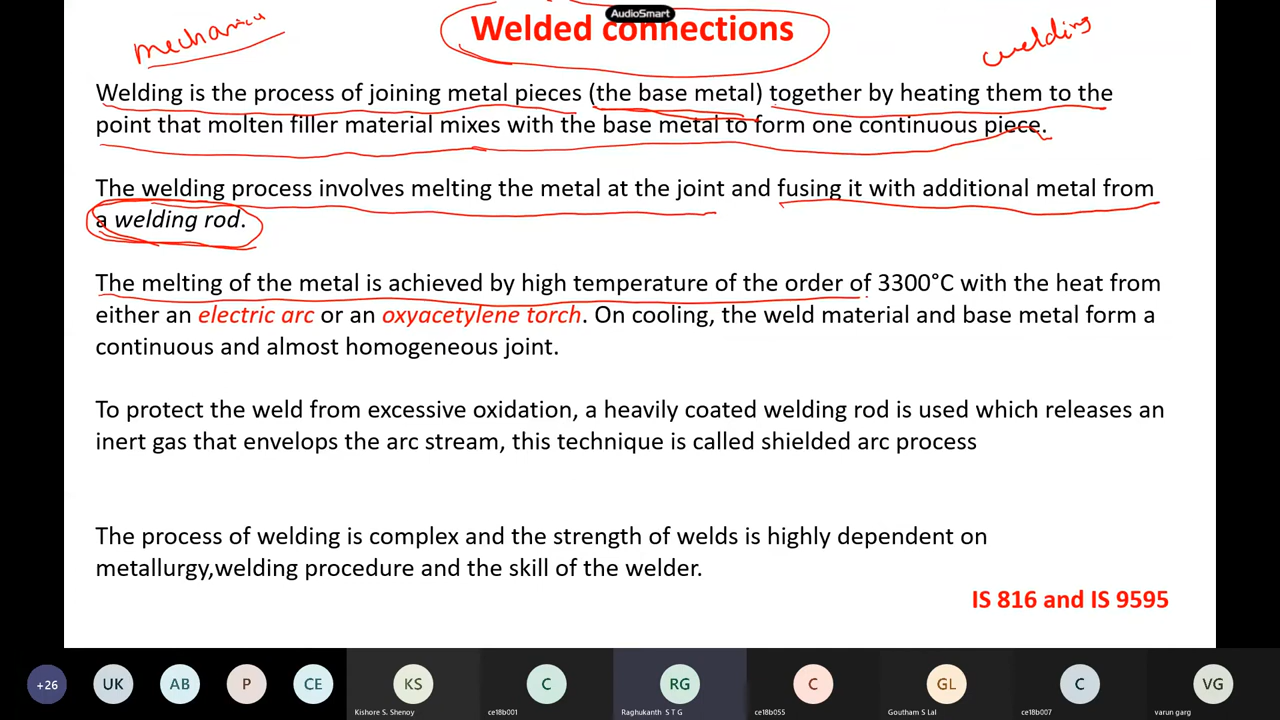 AudioSmart
Welded connections
mechanical
welding
Welding is the process of joining metal pieces (the base metal) together by heating them to the
point that molten filler material mixes with the base metal to form one continuous piece.
The welding process involves melting the metal at the joint and fusing it with additional metal from
a welding rod.
The melting of the metal is achieved by high temperature of the order of 3300°C with the heat from
either an electric arc or an oxyacetylene torch. On cooling, the weld material and base metal form a
continuous and almost homogeneous joint.
To protect the weld from excessive oxidation, a heavily coated welding rod is used which releases an
inert gas that envelops the arc stream, this technique is called shielded arc process
The process of welding is complex and the strength of welds is highly dependent on
metallurgy,welding procedure and the skill of the welder.
IS 816 and IS 9595
+26 UK AB P CE KS C RG C GL C VG
Kishore S. Shenoy ce18b001 Raghukanth S T G ce18b055 Goutham S Lal ce18b007 varun garg